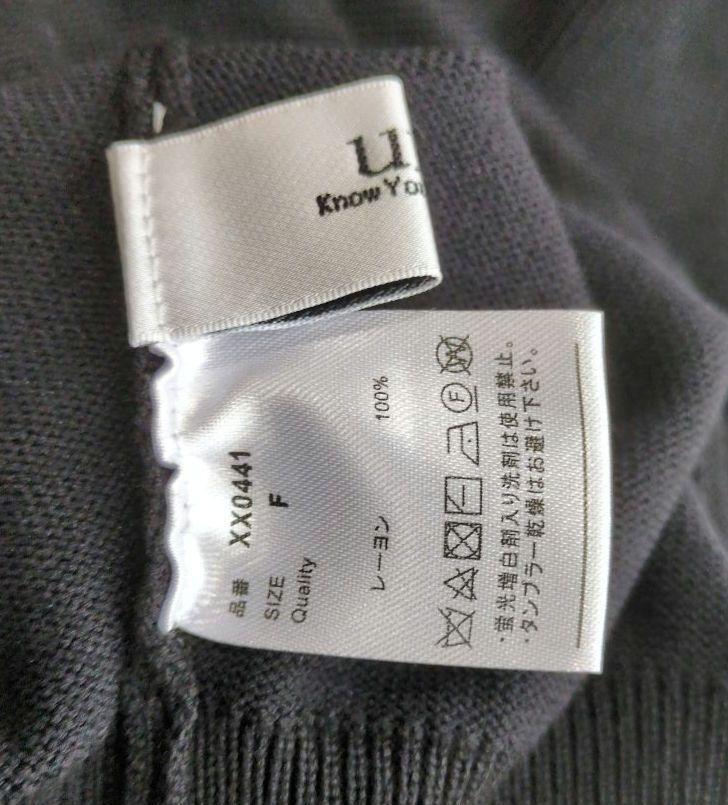 Know You
品番 XX0441
SIZE F
Quality
レーヨン 100%
F
W
・蛍光増白剤入り洗剤は使用禁止。
・タンブラー乾燥はお避け下さい。